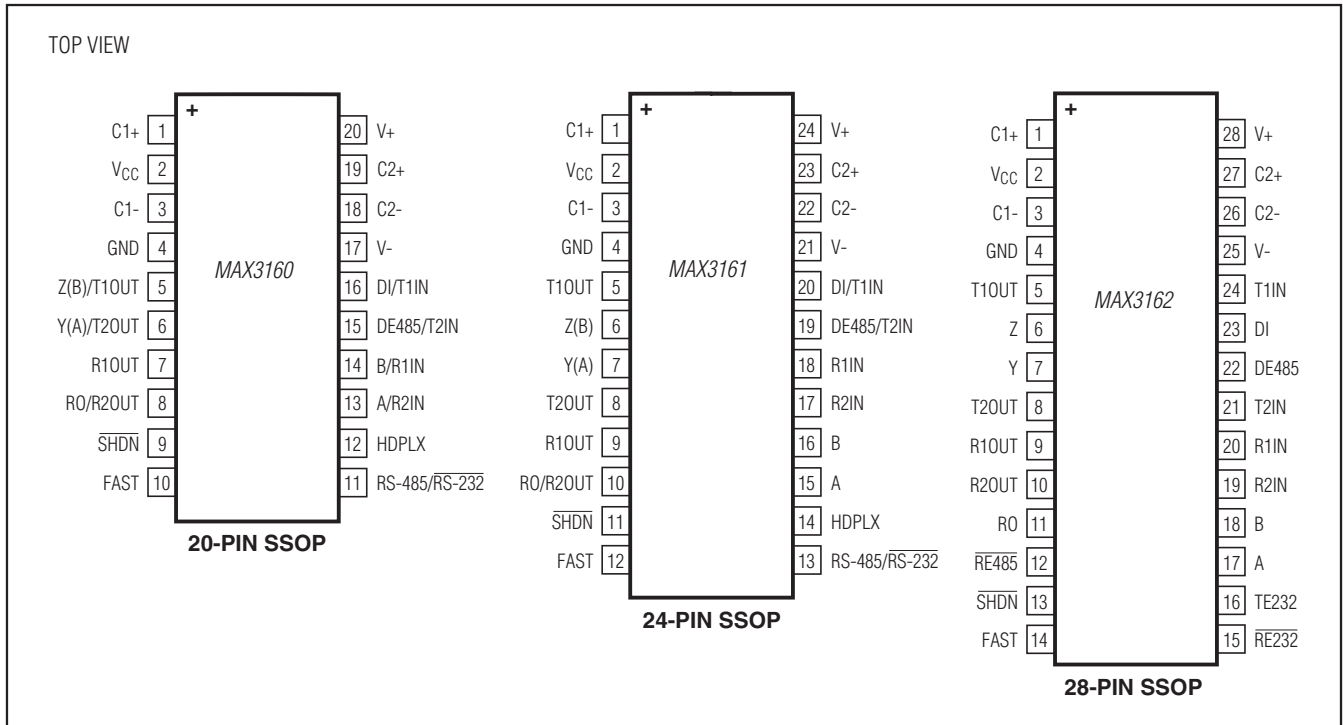 TOP VIEW
+
C1+ 1
VCC 2
C1- 3
GND 4
Z(B)/T1OUT 5
Y(A)/T2OUT 6
R1OUT 7
RO/R2OUT 8
SHDN 9
FAST 10
20 V+
19 C2+
18 C2-
17 V-
16 DI/T1IN
15 DE485/T2IN
14 B/R1IN
13 A/R2IN
12 HDPLX
11 RS-485/RS-232
MAX3160
20-PIN SSOP
+
C1+ 1
VCC 2
C1- 3
GND 4
T1OUT 5
Z(B) 6
Y(A) 7
T2OUT 8
R1OUT 9
RO/R2OUT 10
SHDN 11
FAST 12
24 V+
23 C2+
22 C2-
21 V-
20 DI/T1IN
19 DE485/T2IN
18 R1IN
17 R2IN
16 B
15 A
14 HDPLX
13 RS-485/RS-232
MAX3161
24-PIN SSOP
+
C1+ 1
VCC 2
C1- 3
GND 4
T1OUT 5
Z 6
Y 7
T2OUT 8
R1OUT 9
R2OUT 10
RO 11
RE485 12
SHDN 13
FAST 14
28 V+
27 C2+
26 C2-
25 V-
24 T1IN
23 DI
22 DE485
21 T2IN
20 R1IN
19 R2IN
18 B
17 A
16 TE232
15 RE232
MAX3162
28-PIN SSOP